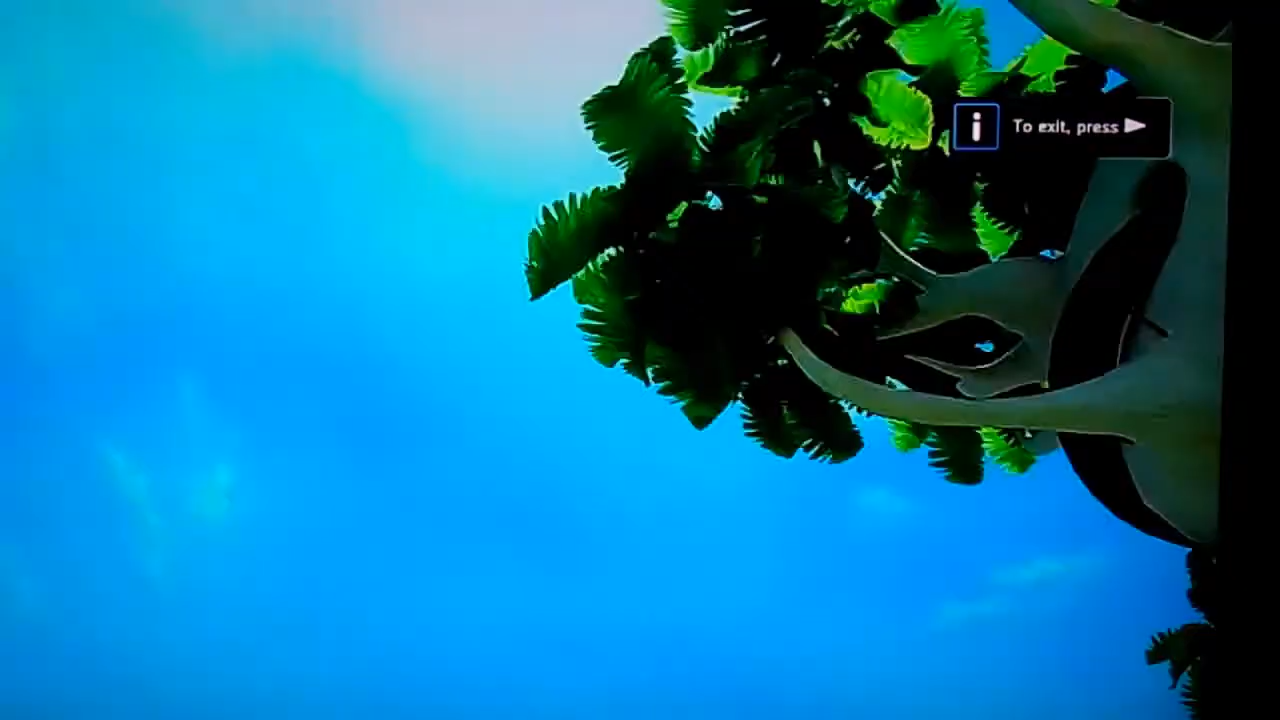 i To exit, press ▶